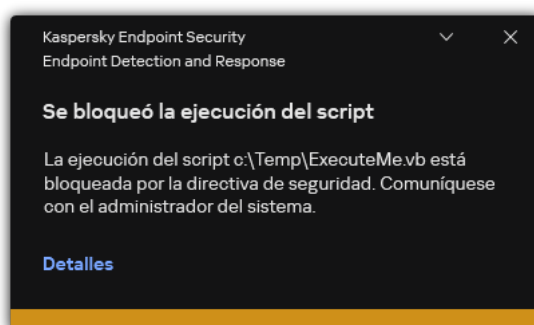 Kaspersky Endpoint Security
Endpoint Detection and Response
Se bloqueó la ejecución del script
La ejecución del script c:\Temp\ExecuteMe.vb está
bloqueada por la directiva de seguridad. Comuníquese
con el administrador del sistema.
Detalles